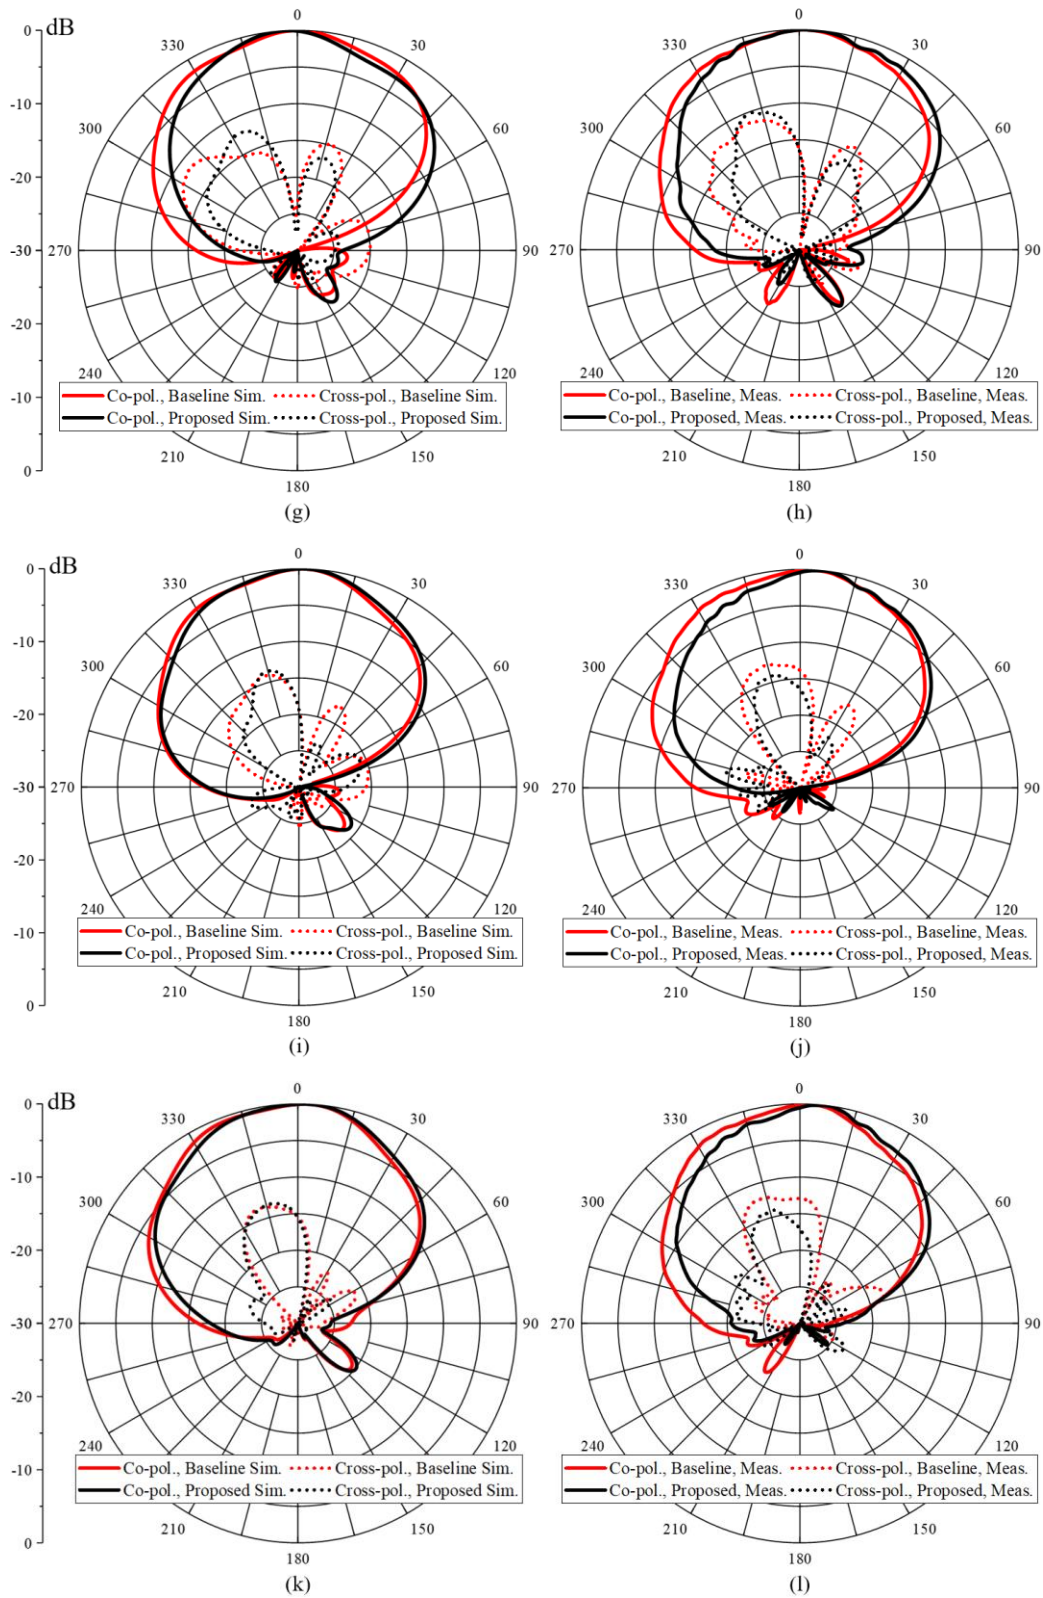 dB
0
-10
-20
-30
-20
-10
0
0
30
60
90
120
150
180
210
240
270
300
330
Co-pol., Baseline Sim.
Cross-pol., Baseline Sim.
Co-pol., Proposed Sim.
Cross-pol., Proposed Sim.
(g)
0
30
60
90
120
150
180
210
240
270
300
330
Co-pol., Baseline, Meas.
Cross-pol., Baseline, Meas.
Co-pol., Proposed, Meas.
Cross-pol., Proposed, Meas.
(h)
dB
0
-10
-20
-30
-20
-10
0
0
30
60
90
120
150
180
210
240
270
300
330
Co-pol., Baseline Sim.
Cross-pol., Baseline Sim.
Co-pol., Proposed Sim.
Cross-pol., Proposed Sim.
(i)
0
30
60
90
120
150
180
210
240
270
300
330
Co-pol., Baseline, Meas.
Cross-pol., Baseline, Meas.
Co-pol., Proposed, Meas.
Cross-pol., Proposed, Meas.
(j)
dB
0
-10
-20
-30
-20
-10
0
0
30
60
90
120
150
180
210
240
270
300
330
Co-pol., Baseline Sim.
Cross-pol., Baseline Sim.
Co-pol., Proposed Sim.
Cross-pol., Proposed Sim.
(k)
0
30
60
90
120
150
180
210
240
270
300
330
Co-pol., Baseline, Meas.
Cross-pol., Baseline, Meas.
Co-pol., Proposed, Meas.
Cross-pol., Proposed, Meas.
(l)